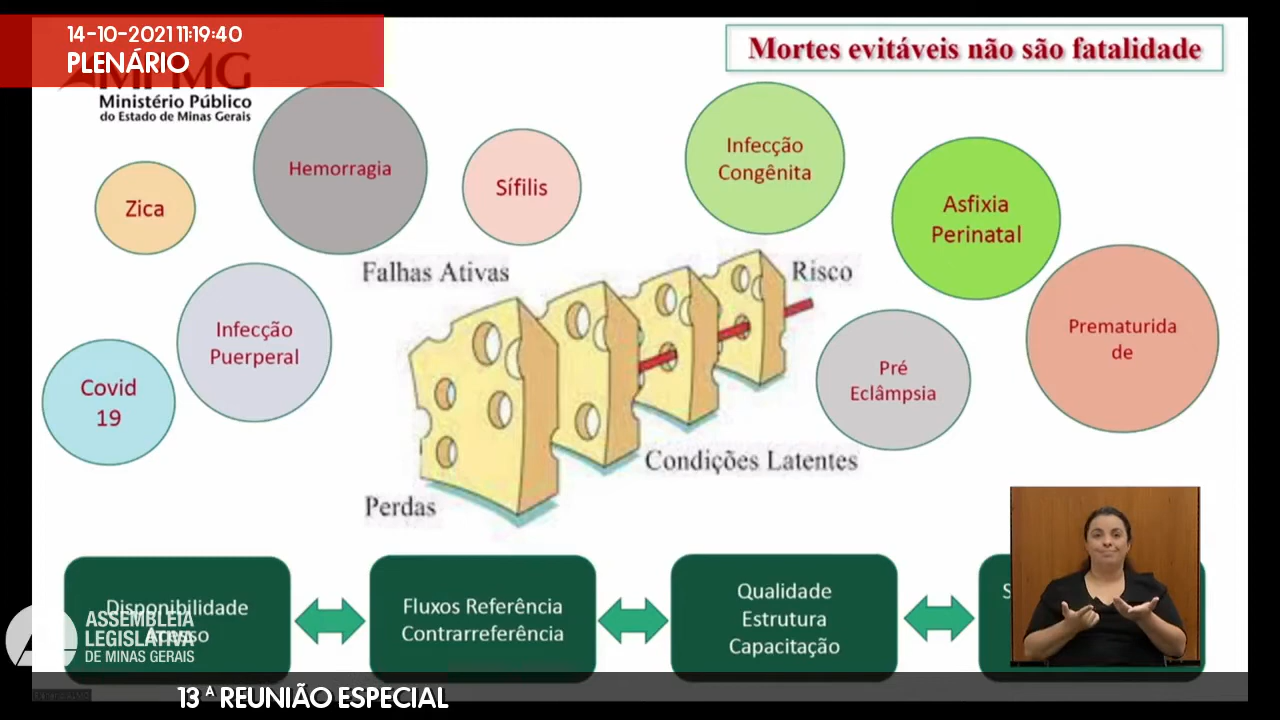 14-10-2021 11:19:40
PLENÁRIO
Mortes evitáveis não são fatalidade
MPMG
Ministério Público
do Estado de Minas Gerais
Hemorragia
Sífilis
Infecção
Congênita
Zica
Asfixia
Perinatal
Falhas Ativas
Risco
Infecção
Puerperal
Prematurida
de
Covid
19
Pré
Eclâmpsia
Condições Latentes
Perdas
Disponibilidade
Acesso
Fluxos Referência
Contrarreferência
Qualidade
Estrutura
Capacitação
S
ASSEMBLEIA
LEGISLATIVA
DE MINAS GERAIS
13ª REUNIÃO ESPECIAL